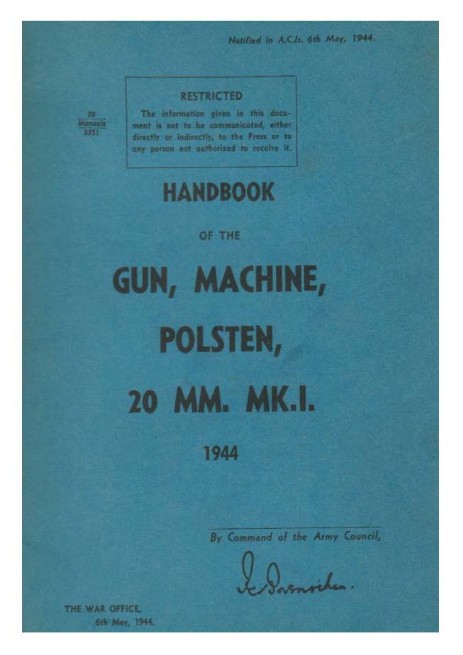 Notified in A.C.Is. 6th May, 1944.
26
Manuals
3351
RESTRICTED
The information given in this docu-
ment is not to be communicated, either
directly or indirectly, to the Press or to
any person not authorized to receive it.
HANDBOOK
OF THE
GUN, MACHINE,
POLSTEN,
20 MM. MK.I.
1944
By Command of the Army Council,
THE WAR OFFICE,
6th May, 1944.